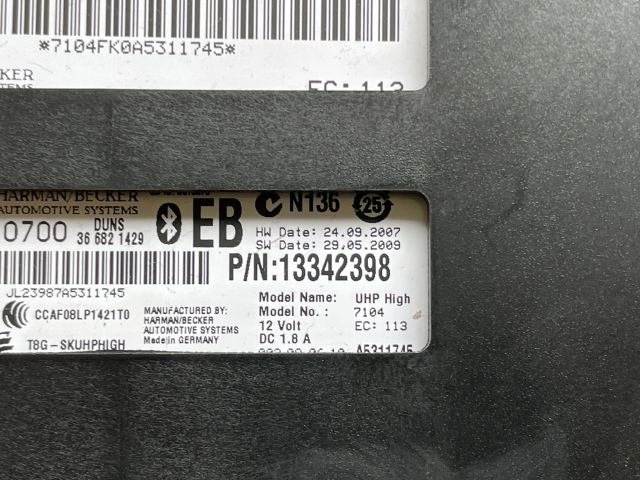 *7104FK0A5311745*
KER
STEMS
EC: 113
HARMAN/BECKER
AUTOMOTIVE SYSTEMS
0700 DUNS
36 682 1429
EB
N136 25
HW Date: 24.09.2007
SW Date: 29.05.2009
P/N:13342398
JL23987A5311745
CCAF08LP1421T0
T8G-SKUHPHIGH
MANUFACTURED BY:
HARMAN/BECKER
AUTOMOTIVE SYSTEMS
Made in GERMANY
Model Name: UHP High
Model No.: 7104
12 Volt EC: 113
DC 1.8 A
A5311745